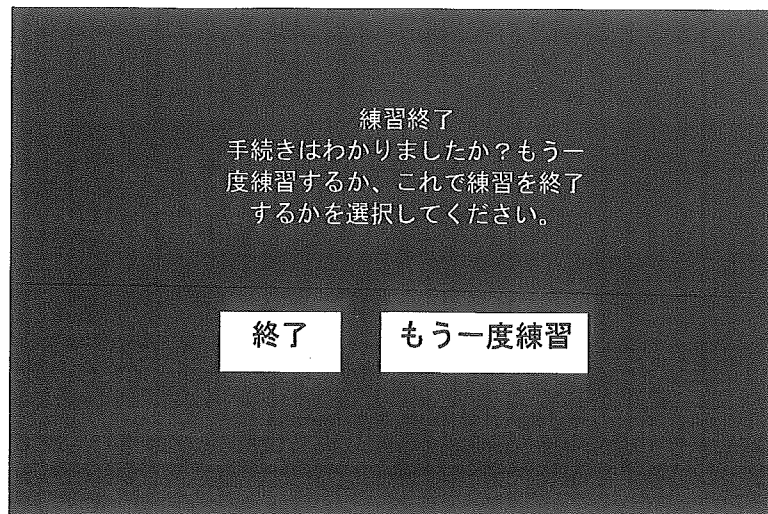 練習終了
手続きはわかりましたか？もう一
度練習するか、これで練習を終了
するかを選択してください。
終了
もう一度練習